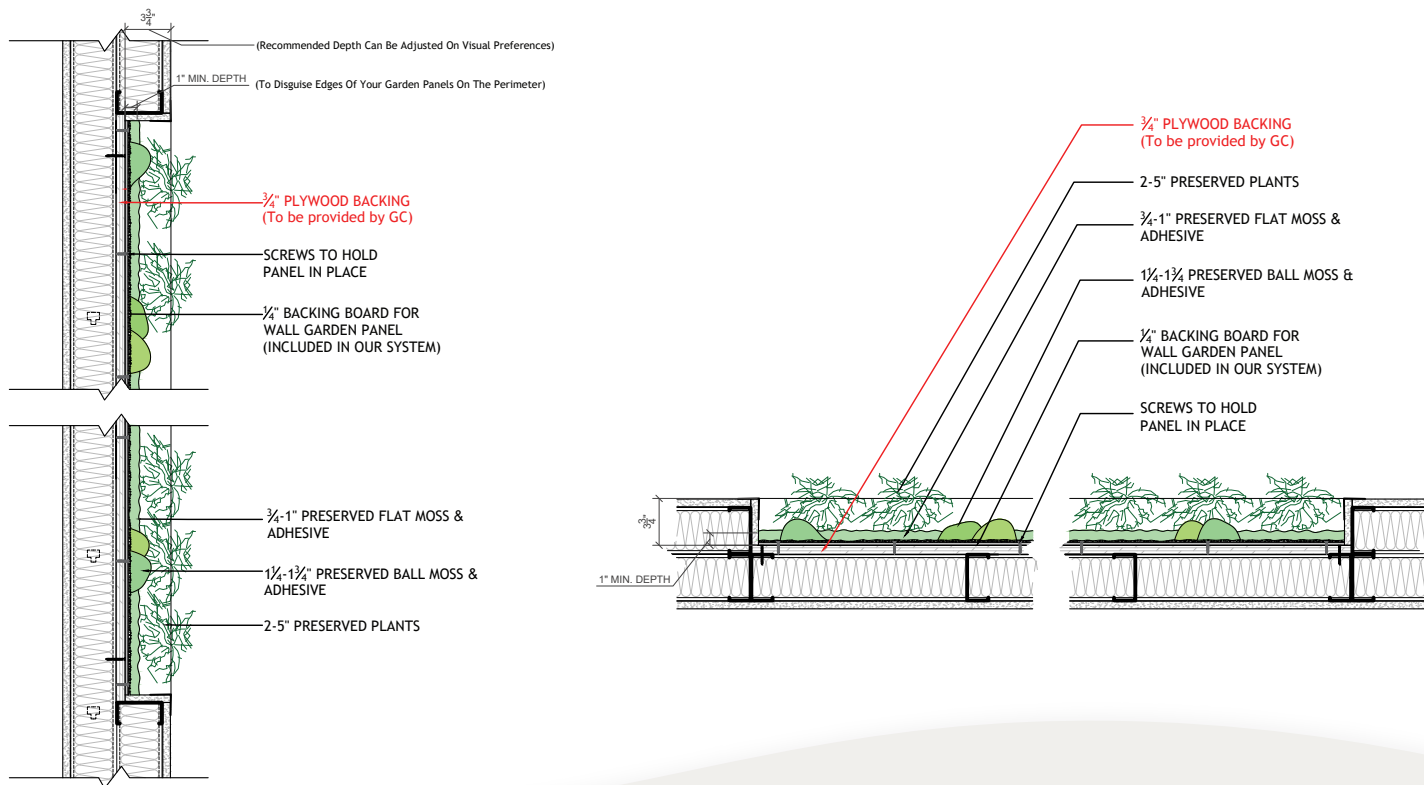 3¾"
(Recommended Depth Can Be Adjusted On Visual Preferences)
1" MIN. DEPTH
(To Disguise Edges Of Your Garden Panels On The Perimeter)
¾" PLYWOOD BACKING
(To be provided by GC)
SCREWS TO HOLD
PANEL IN PLACE
¼" BACKING BOARD FOR
WALL GARDEN PANEL
(INCLUDED IN OUR SYSTEM)
¾-1" PRESERVED FLAT MOSS &
ADHESIVE
1¼-1¾" PRESERVED BALL MOSS &
ADHESIVE
2-5" PRESERVED PLANTS
¾" PLYWOOD BACKING
(To be provided by GC)
2-5" PRESERVED PLANTS
¾-1" PRESERVED FLAT MOSS &
ADHESIVE
1¼-1¾ PRESERVED BALL MOSS &
ADHESIVE
¼" BACKING BOARD FOR
WALL GARDEN PANEL
(INCLUDED IN OUR SYSTEM)
SCREWS TO HOLD
PANEL IN PLACE
3¾"
1" MIN. DEPTH